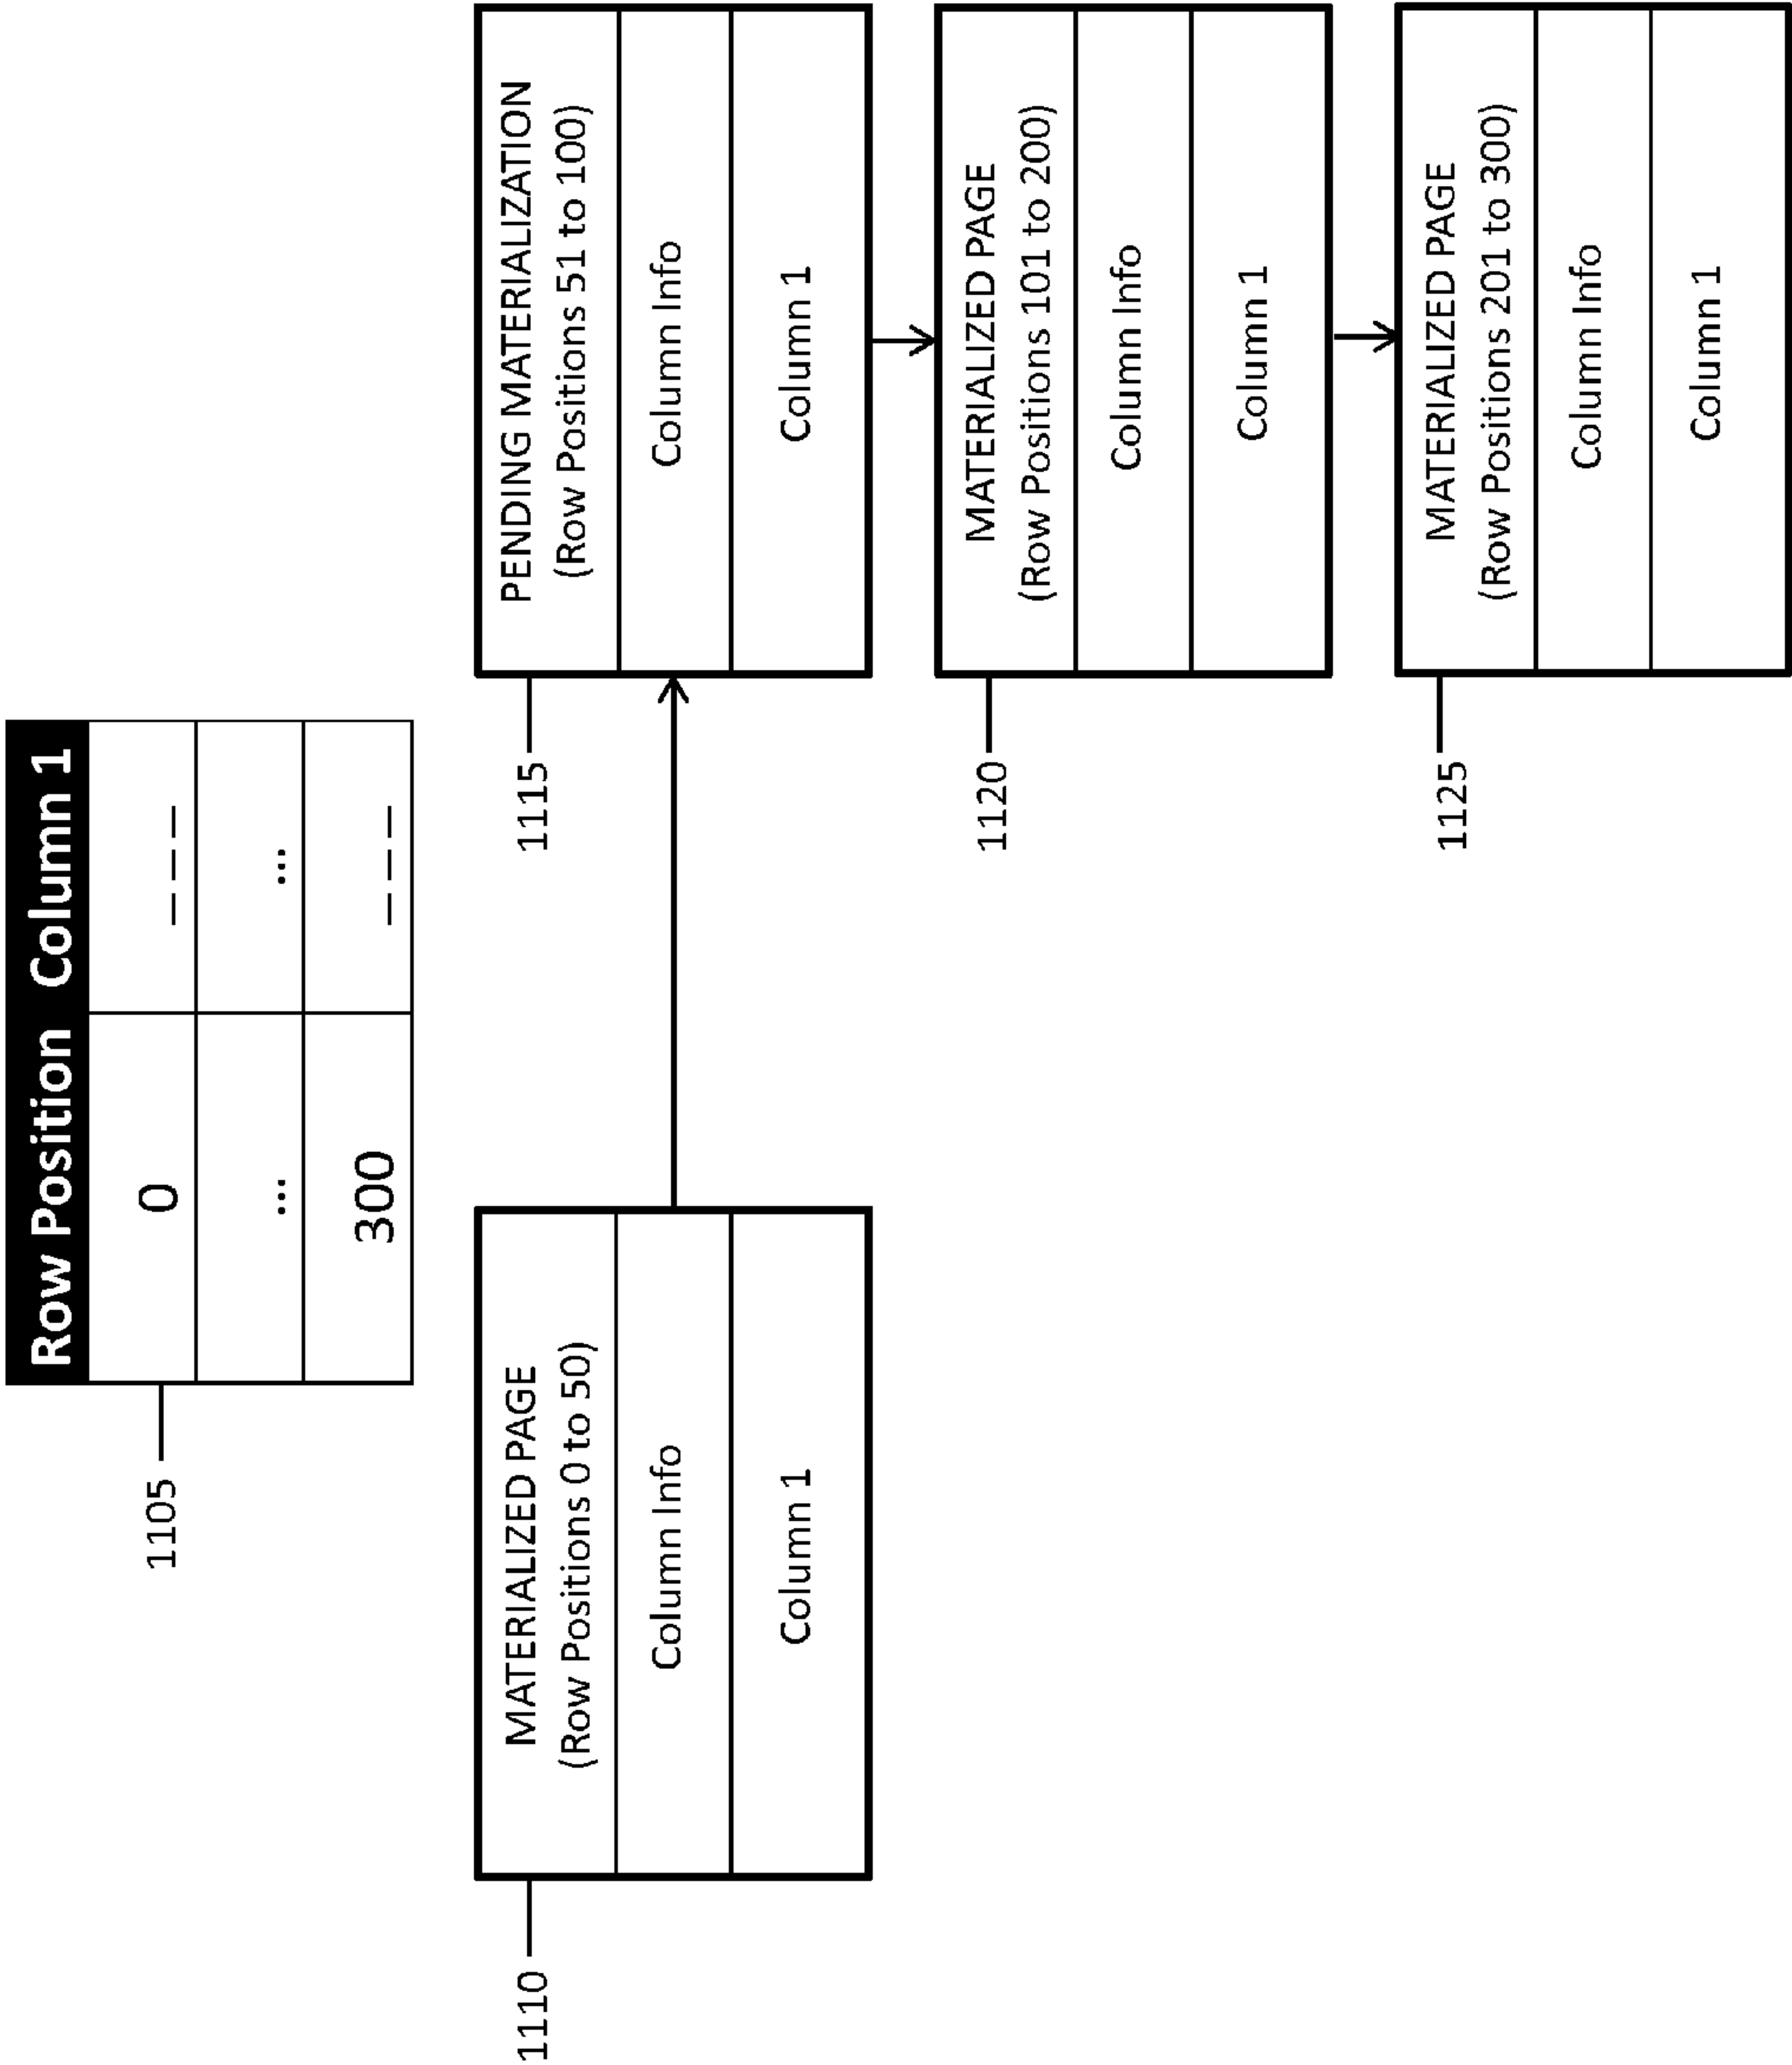 Row Position Column 1
1105
0 _ _ _
... ...
300 _ _ _
1110
MATERIALIZED PAGE
(Row Positions 0 to 50)
Column Info
Column 1
1115
PENDING MATERIALIZATION
(Row Positions 51 to 100)
Column Info
Column 1
1120
MATERIALIZED PAGE
(Row Positions 101 to 200)
Column Info
Column 1
1125
MATERIALIZED PAGE
(Row Positions 201 to 300)
Column Info
Column 1